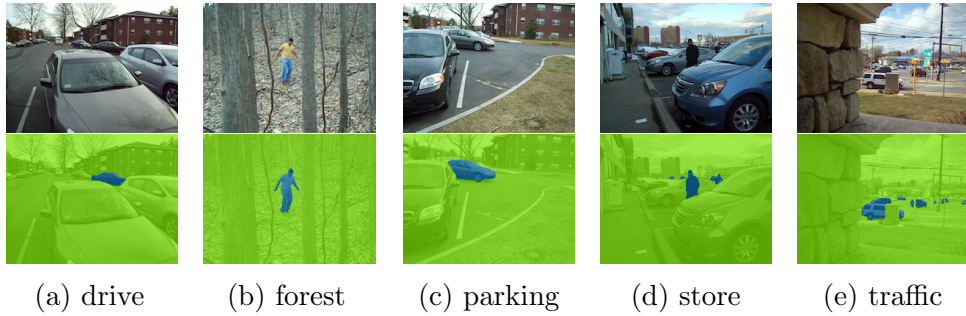 (a) drive
(b) forest
(c) parking
(d) store
(e) traffic